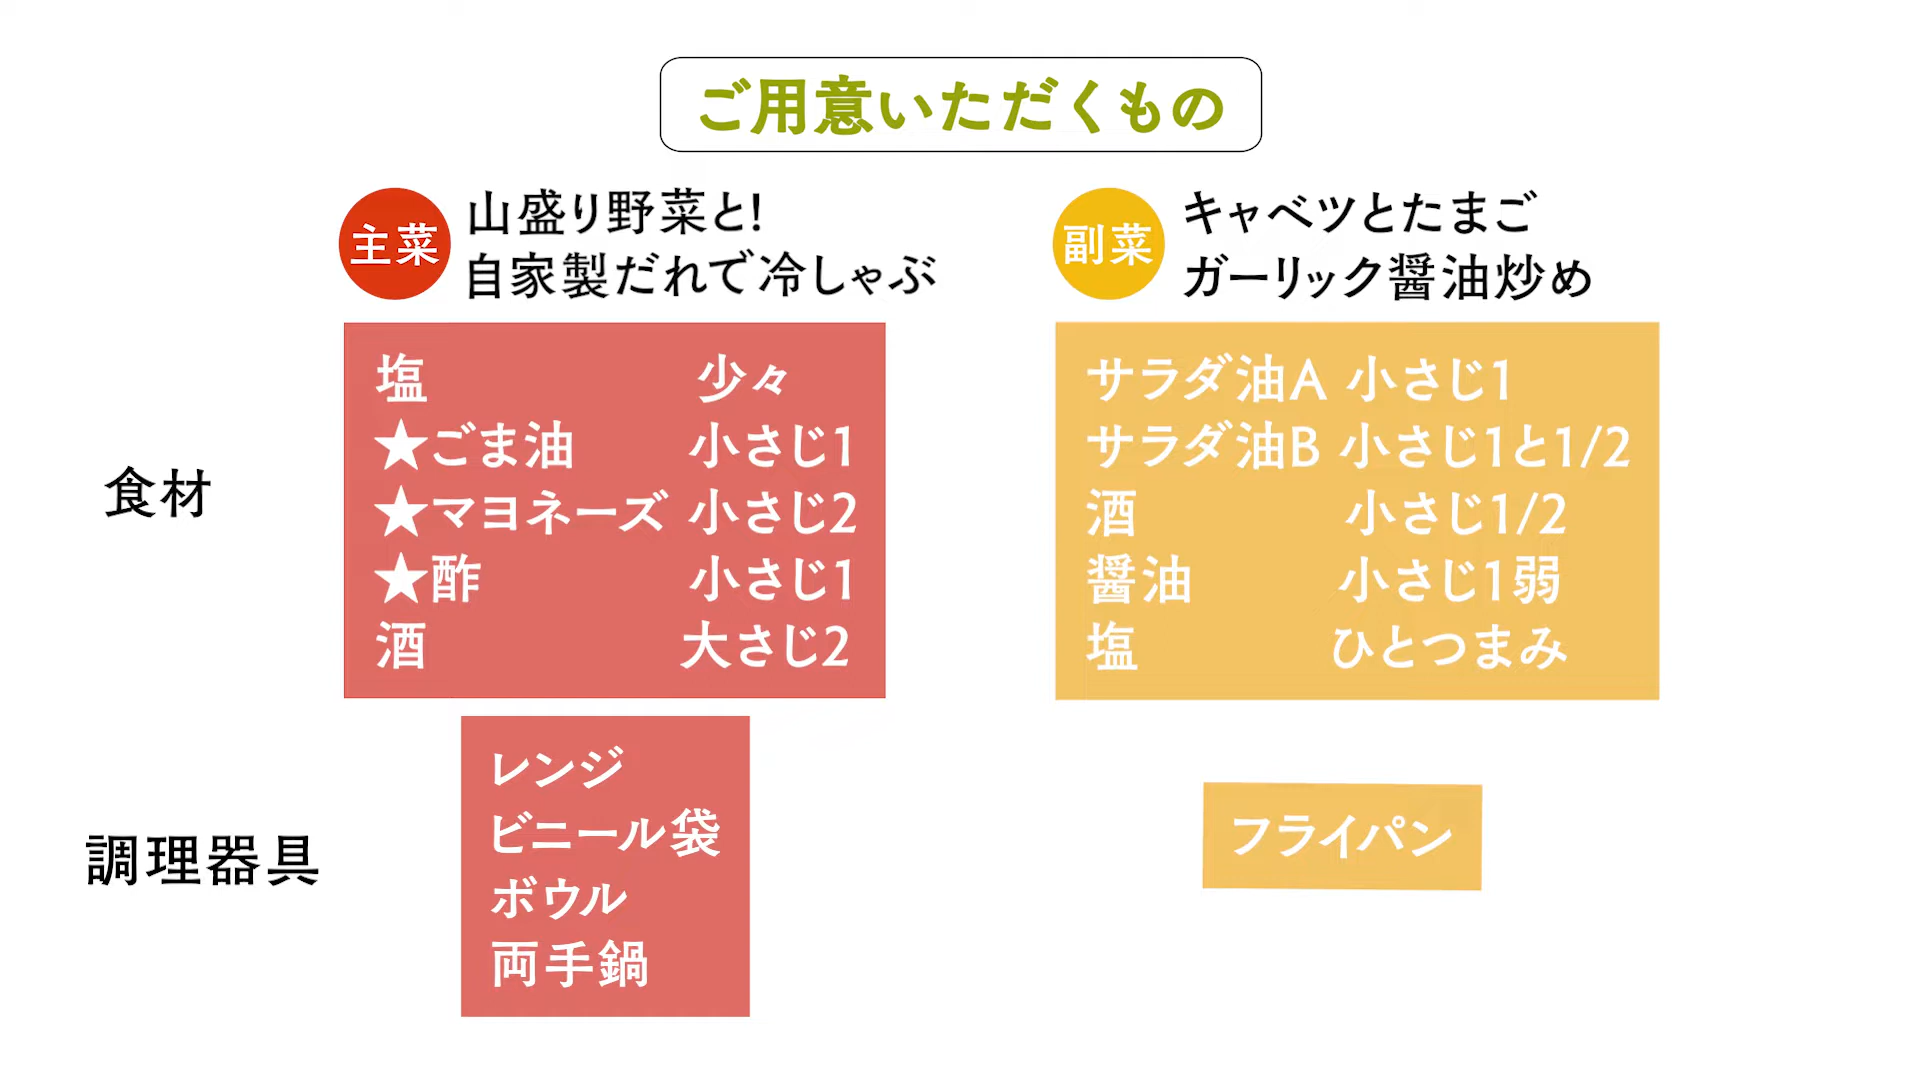 ご用意いただくもの
主菜
山盛り野菜と!
自家製だれで冷しゃぶ
副菜
キャベツとたまご
ガーリック醤油炒め
食材
塩 少々
★ごま油 小さじ1
★マヨネーズ 小さじ2
★酢 小さじ1
酒 大さじ2
サラダ油A 小さじ1
サラダ油B 小さじ1と1/2
酒 小さじ1/2
醤油 小さじ1弱
塩 ひとつまみ
調理器具
レンジ
ビニール袋
ボウル
両手鍋
フライパン